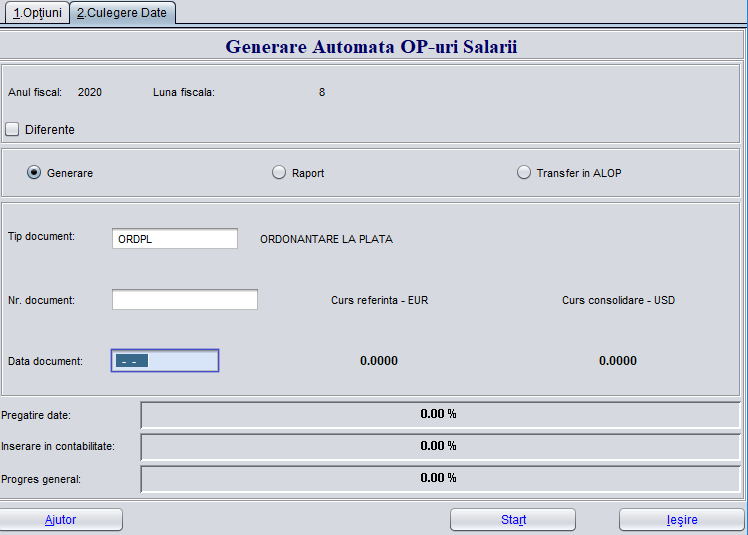 1.Opţiuni 2.Culegere Date
Generare Automata OP-uri Salarii
Anul fiscal: 2020 Luna fiscala: 8
Diferente
Generare Raport Transfer in ALOP
Tip document: ORDPL ORDONANTARE LA PLATA
Nr. document: Curs referinta - EUR Curs consolidare - USD
Data document: - - 0.0000 0.0000
Pregatire date: 0.00 %
Inserare in contabilitate: 0.00 %
Progres general: 0.00 %
Ajutor Start Ieşire